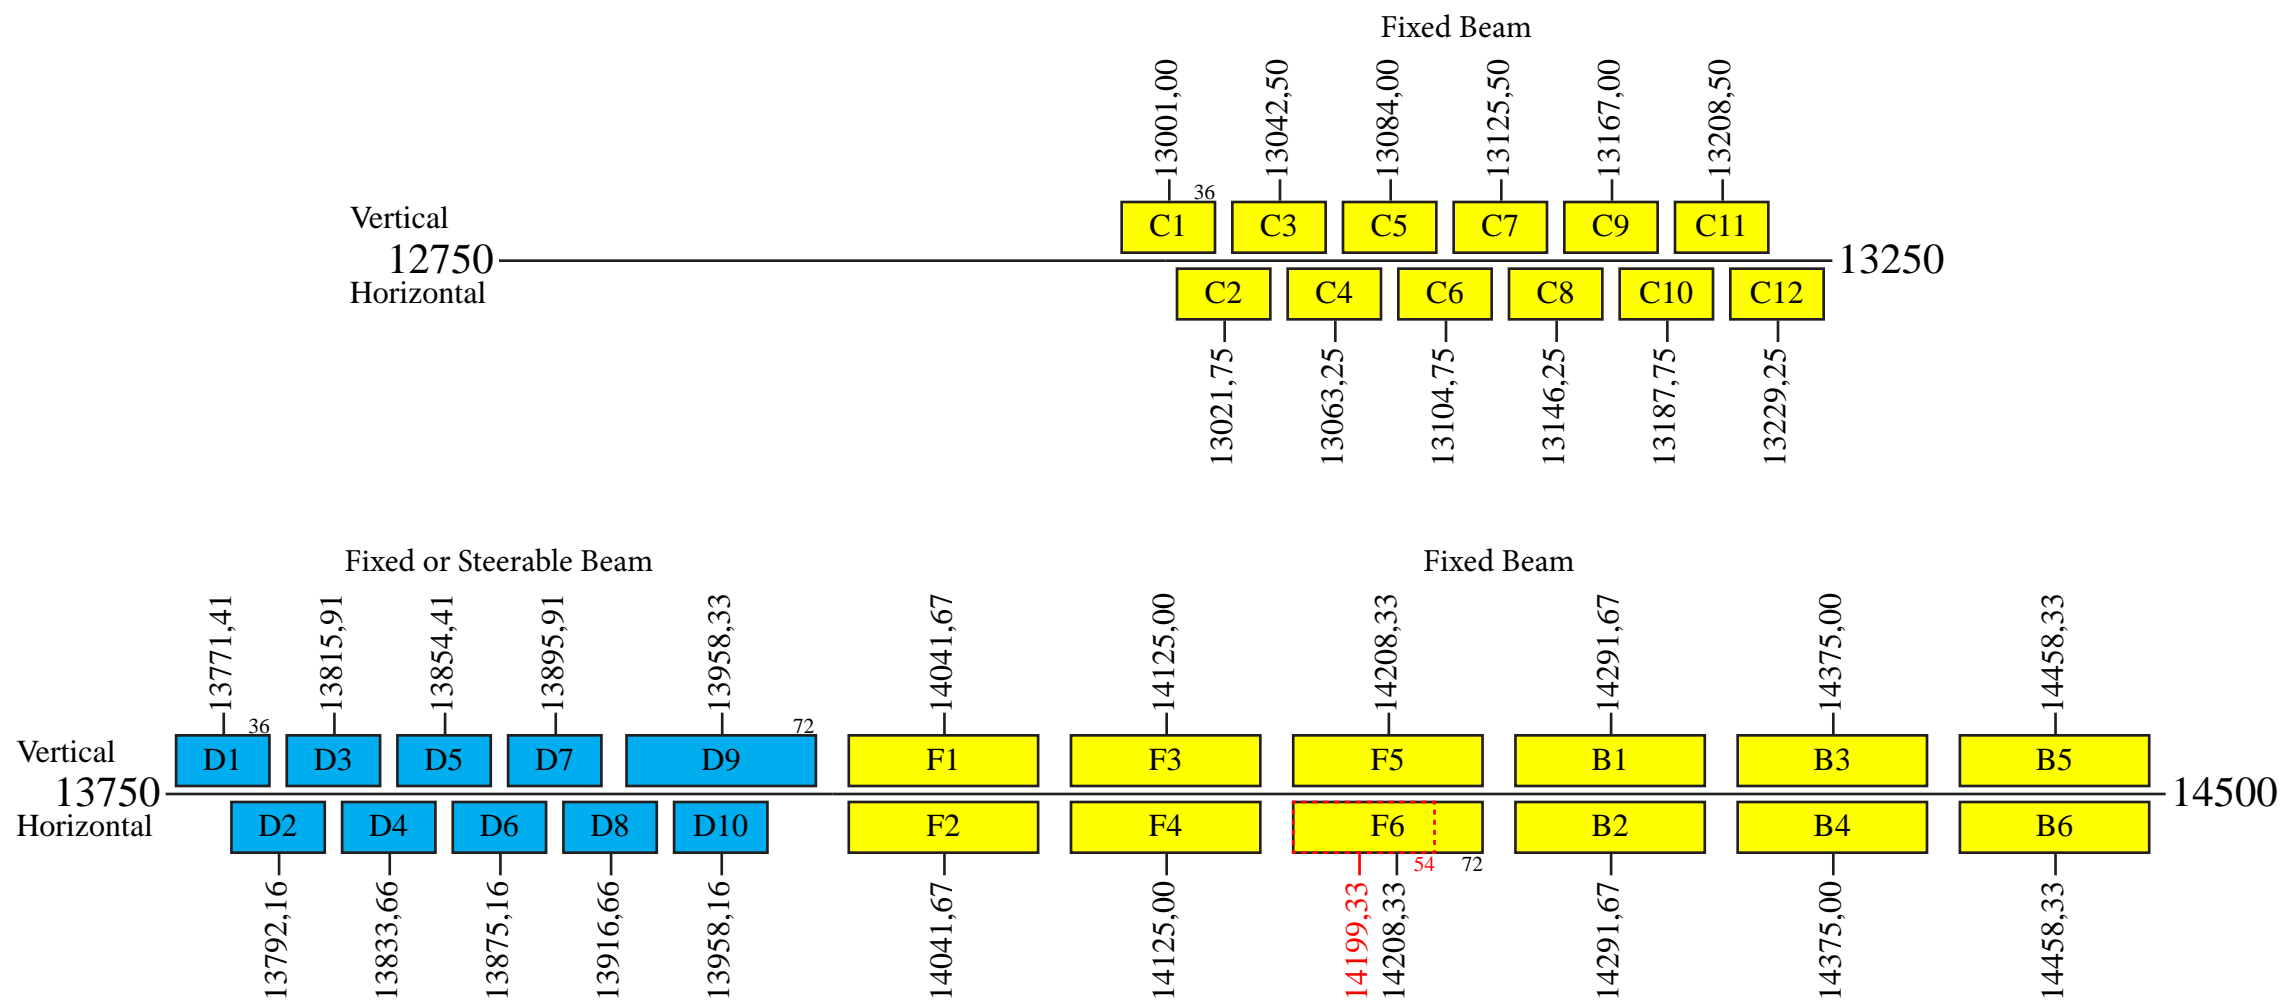 Fixed Beam
13001,00 13042,50 13084,00 13125,50 13167,00 13208,50
36
Vertical
C1 C3 C5 C7 C9 C11
12750 13250
Horizontal
C2 C4 C6 C8 C10 C12
13021,75 13063,25 13104,75 13146,25 13187,75 13229,25
Fixed or Steerable Beam Fixed Beam
13771,41 13815,91 13854,41 13895,91 13958,33 14041,67 14125,00 14208,33 14291,67 14375,00 14458,33
36 72
Vertical
D1 D3 D5 D7 D9 F1 F3 F5 B1 B3 B5
13750 14500
Horizontal
D2 D4 D6 D8 D10 F2 F4 F6 B2 B4 B6
54 72
13792,16 13833,66 13875,16 13916,66 13958,16 14041,67 14125,00 14199,33 14208,33 14291,67 14375,00 14458,33